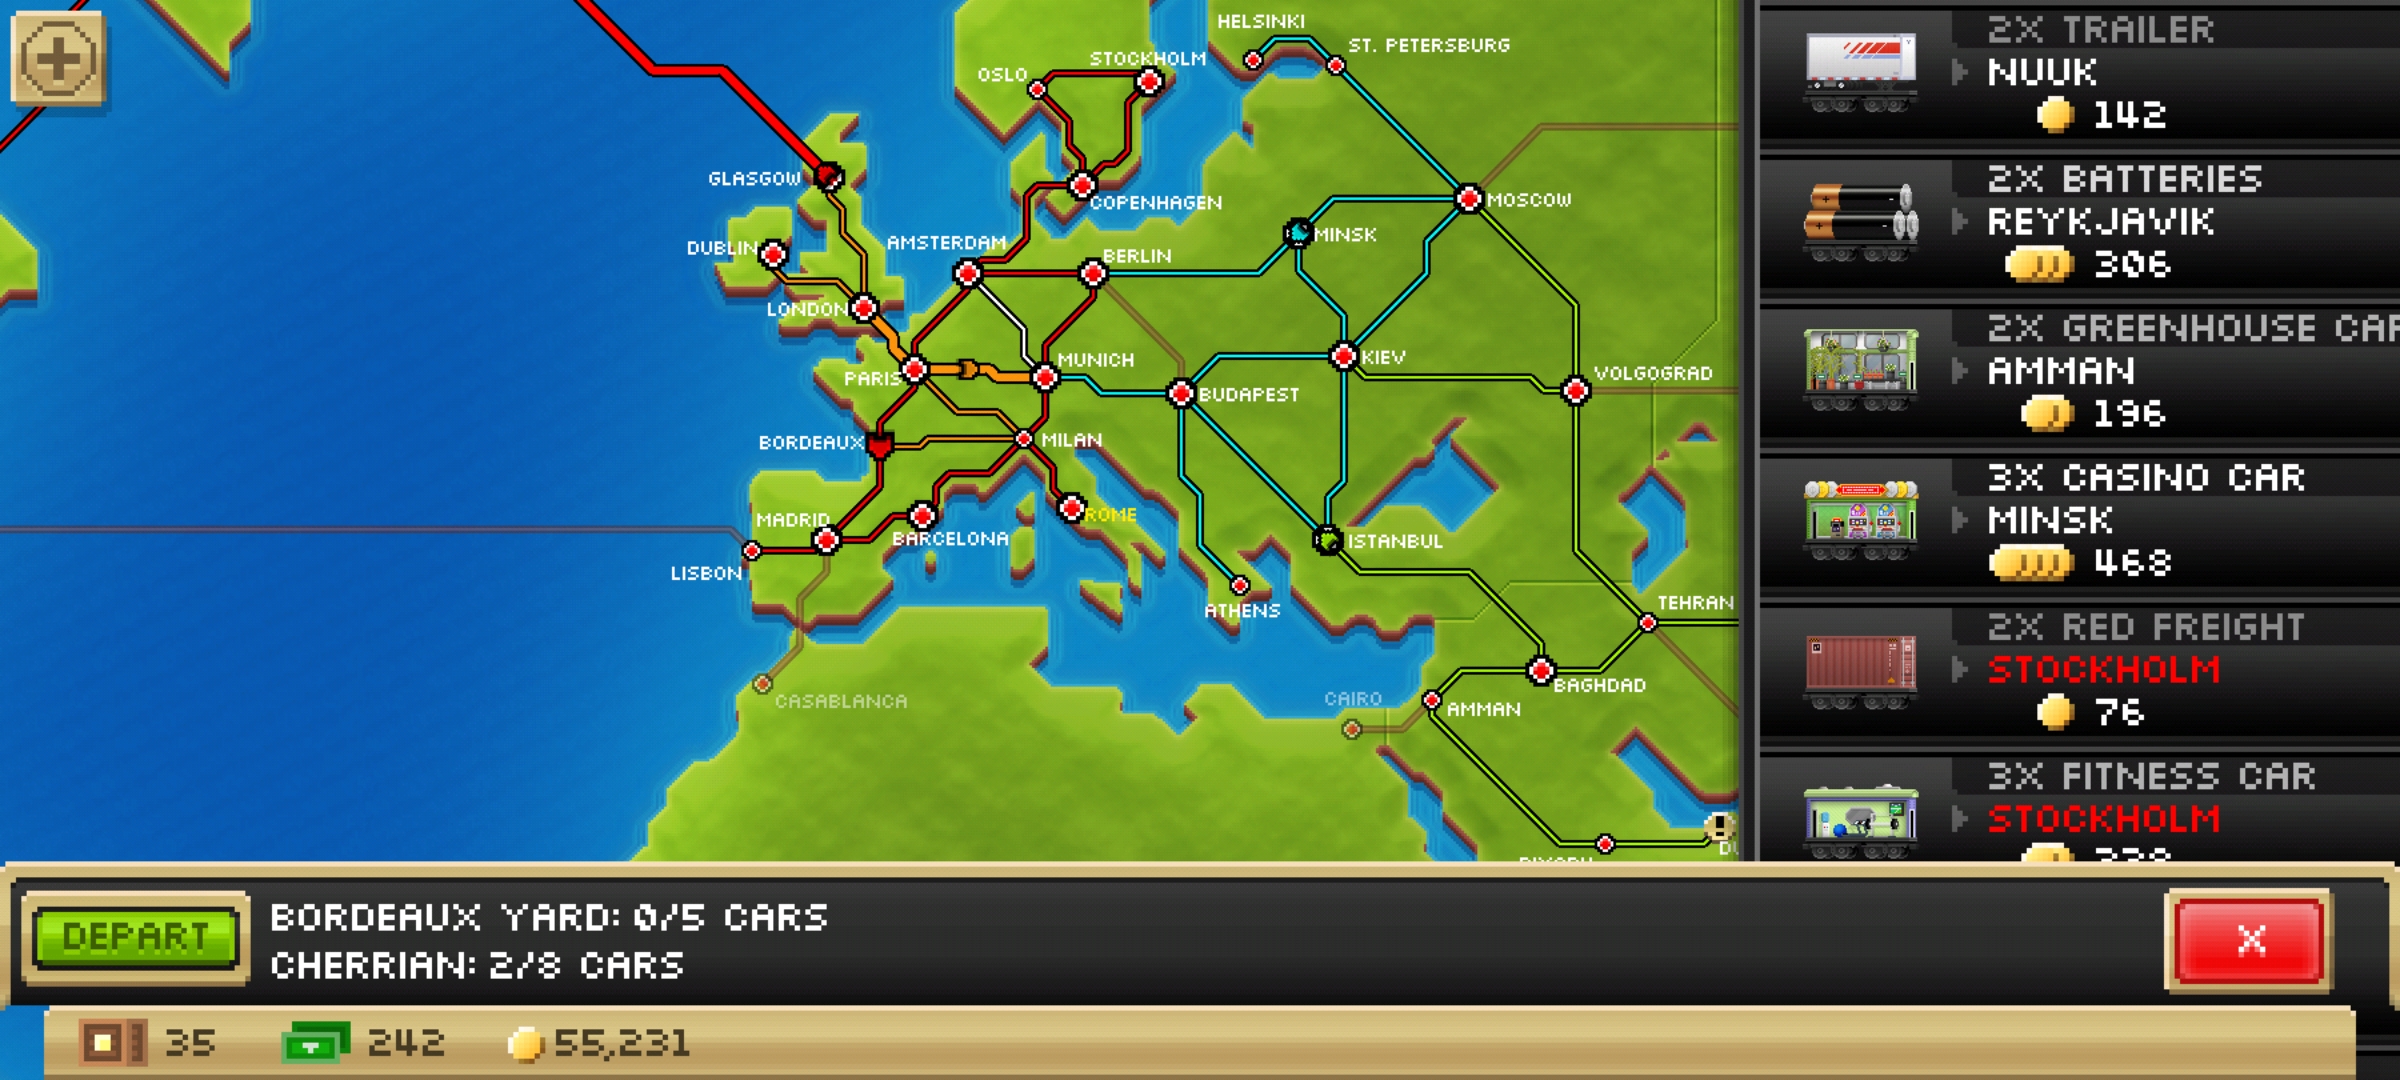 HELSINKI
ST. PETERSBURG
STOCKHOLM
OSLO
GLASGOW
COPENHAGEN
MOSCOW
DUBLIN
AMSTERDAM
BERLIN
MINSK
LONDON
PARIS
MUNICH
KIEV
VOLGOGRAD
BUDAPEST
BORDEAUX
MILAN
MADRID
ROME
BARCELONA
ISTANBUL
LISBON
ATHENS
TEHRAN
CASABLANCA
CAIRO
AMMAN
BAGHDAD
2X TRAILER
NUUK
142
2X BATTERIES
REYKJAVIK
306
2X GREENHOUSE CAR
AMMAN
196
3X CASINO CAR
MINSK
468
2X RED FREIGHT
STOCKHOLM
76
3X FITNESS CAR
STOCKHOLM
DEPART
BORDEAUX YARD: 0/5 CARS
CHERRIAN: 2/8 CARS
X
35
242
55,231